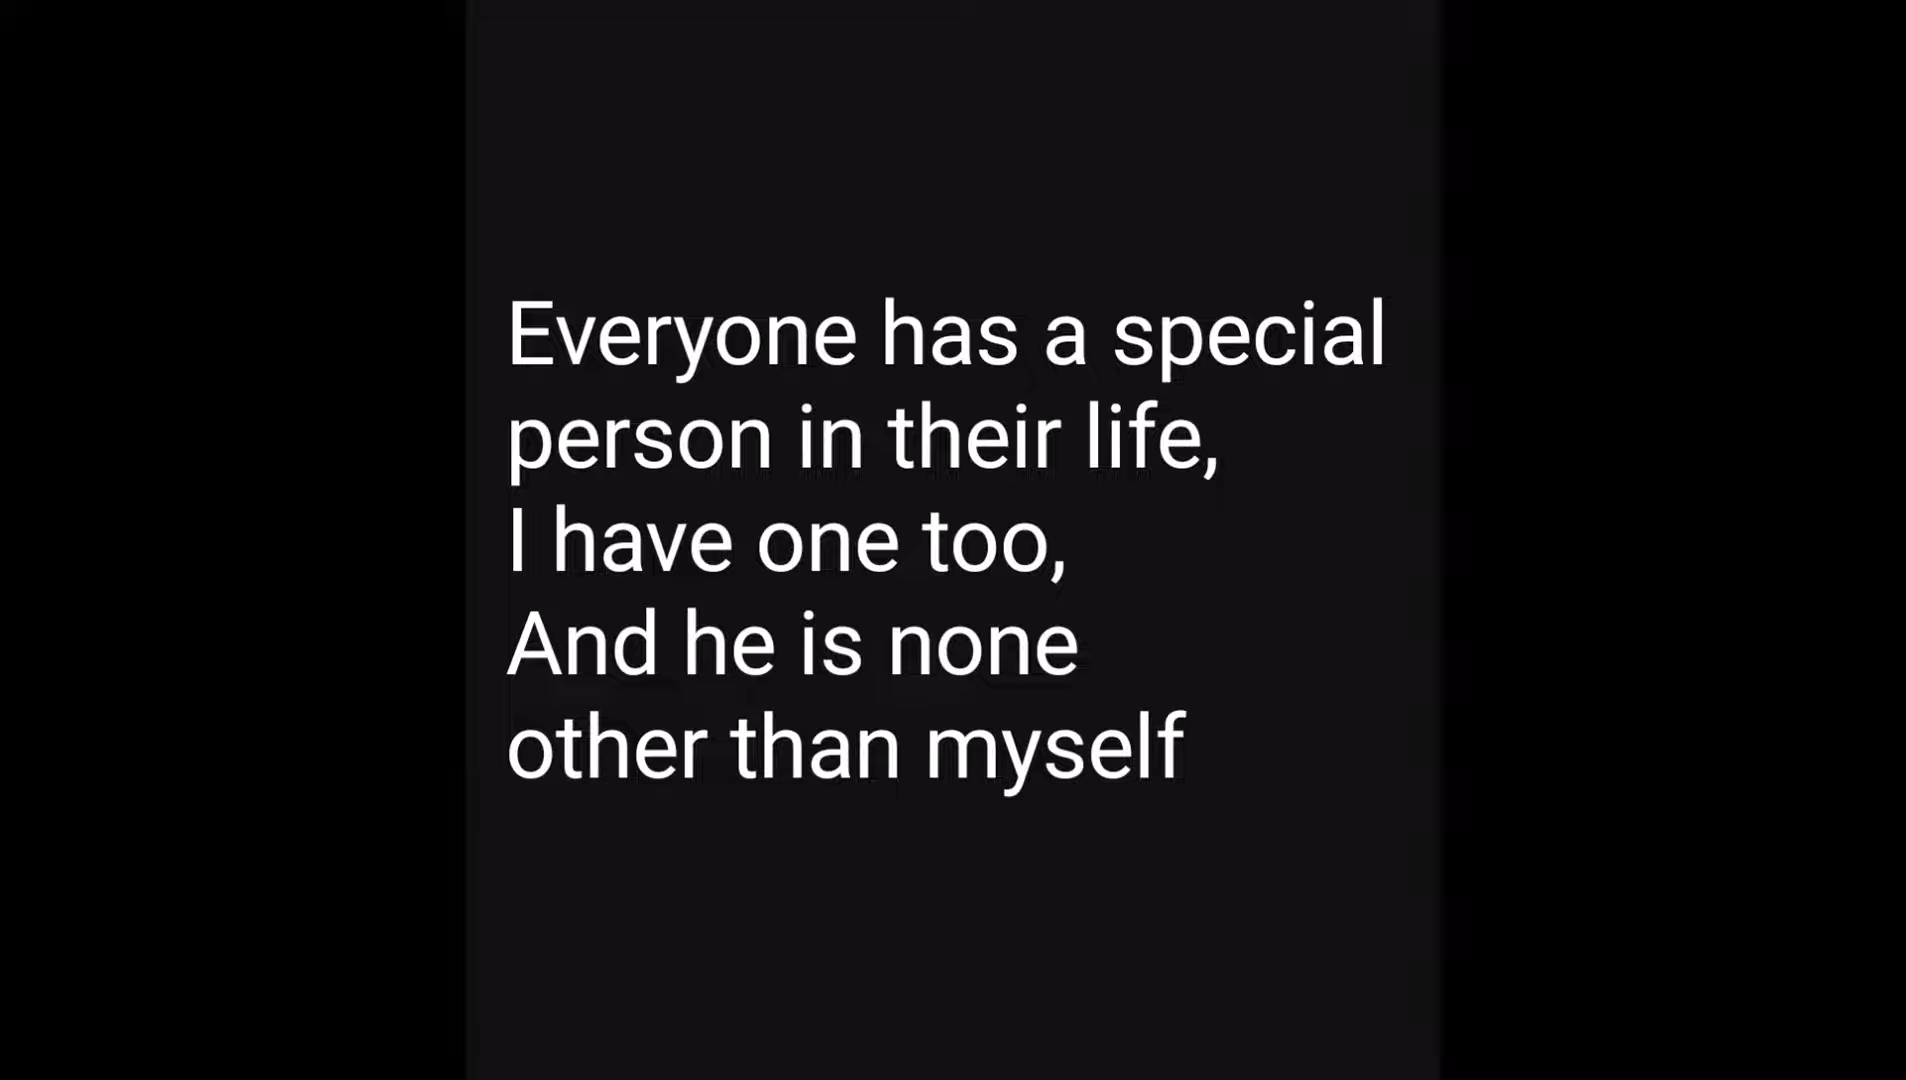 Everyone has a special
person in their life,
I have one too,
And he is none
other than myself